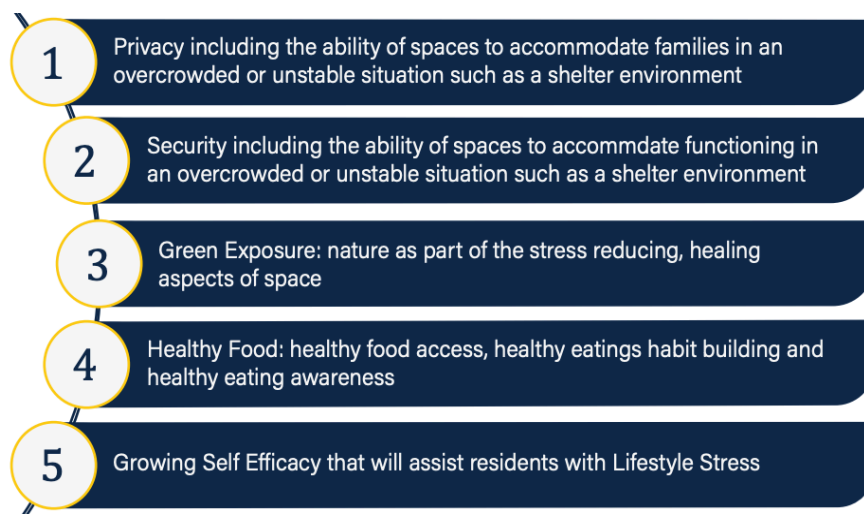 1
Privacy including the ability of spaces to accommodate families in an
overcrowded or unstable situation such as a shelter environment
2
Security including the ability of spaces to accommdate functioning in
an overcrowded or unstable situation such as a shelter environment
3
Green Exposure: nature as part of the stress reducing, healing
aspects of space
4
Healthy Food: healthy food access, healthy eatings habit building and
healthy eating awareness
5
Growing Self Efficacy that will assist residents with Lifestyle Stress